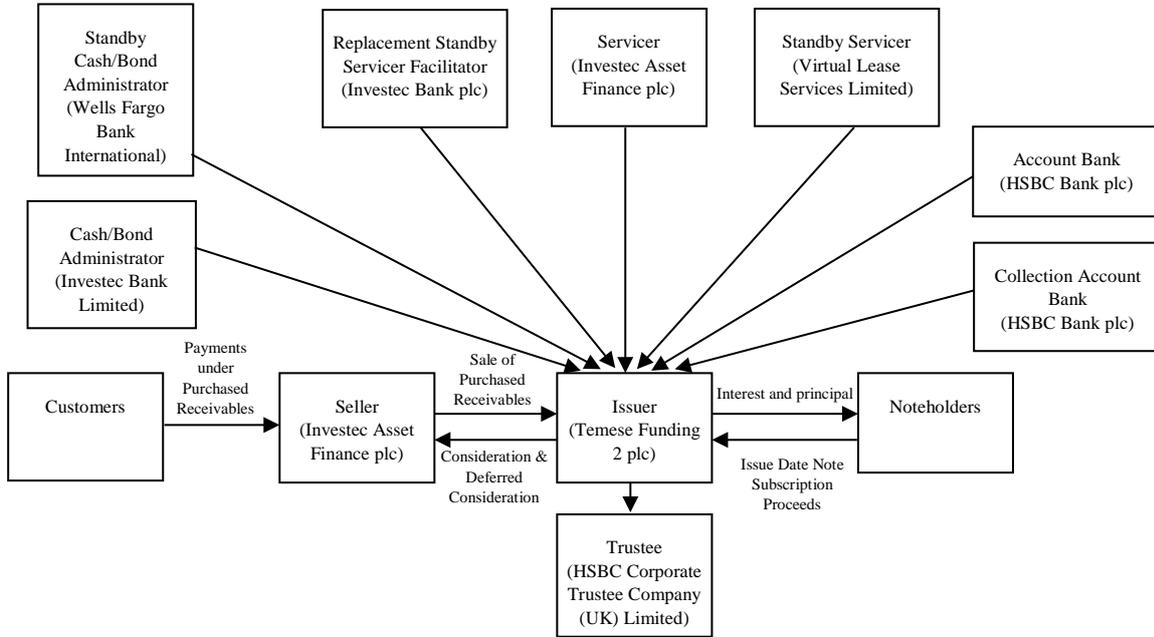 Standby
Cash/Bond
Administrator
(Wells Fargo
Bank
International)
Replacement Standby
Servicer Facilitator
(Investec Bank plc)
Servicer
(Investec Asset
Finance plc)
Standby Servicer
(Virtual Lease
Services Limited)
Account Bank
(HSBC Bank plc)
Cash/Bond
Administrator
(Investec Bank
Limited)
Collection Account
Bank
(HSBC Bank plc)
Customers
Payments
under
Purchased
Receivables
Seller
(Investec Asset
Finance plc)
Sale of
Purchased
Receivables
Consideration &
Deferred
Consideration
Issuer
(Temese Funding
2 plc)
Interest and principal
Issue Date Note
Subscription
Proceeds
Noteholders
Trustee
(HSBC Corporate
Trustee Company
(UK) Limited)